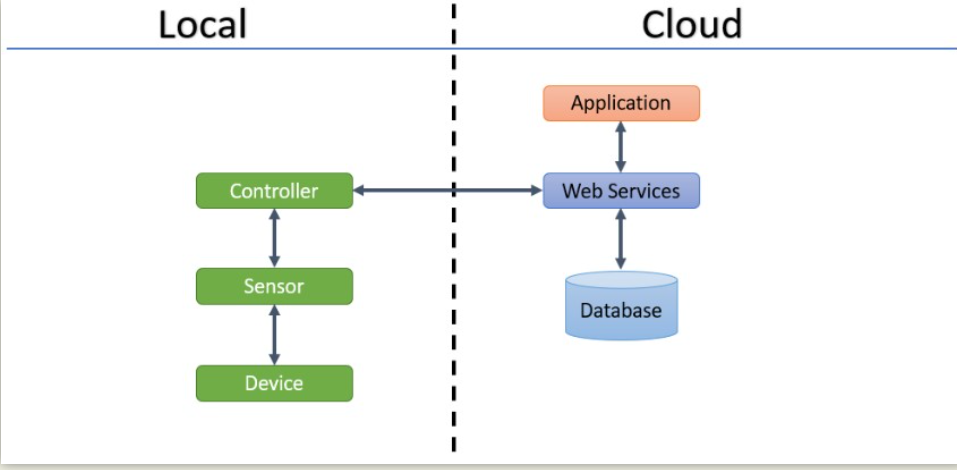 Local
Cloud
Application
Controller
Web Services
Sensor
Database
Device